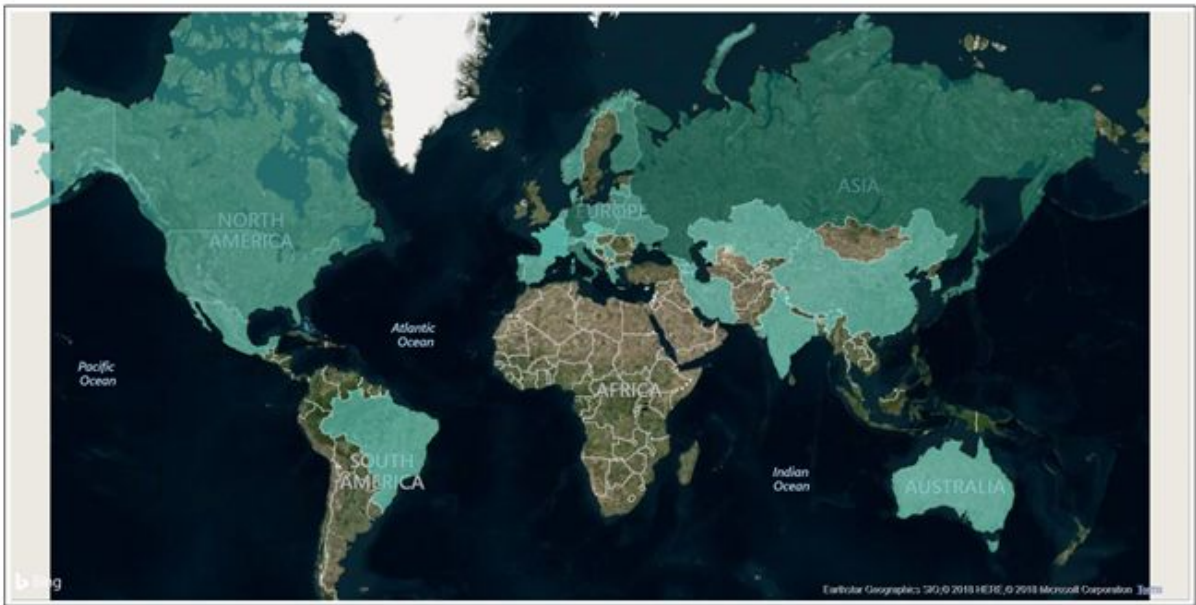 NORTH
AMERICA
EUROPE
ASIA
Atlantic
Ocean
Pacific
Ocean
AFRICA
SOUTH
AMERICA
Indian
Ocean
AUSTRALIA
Bing
Earthstar Geographics SIO, © 2018 HERE © 2018 Microsoft Corporation Terms